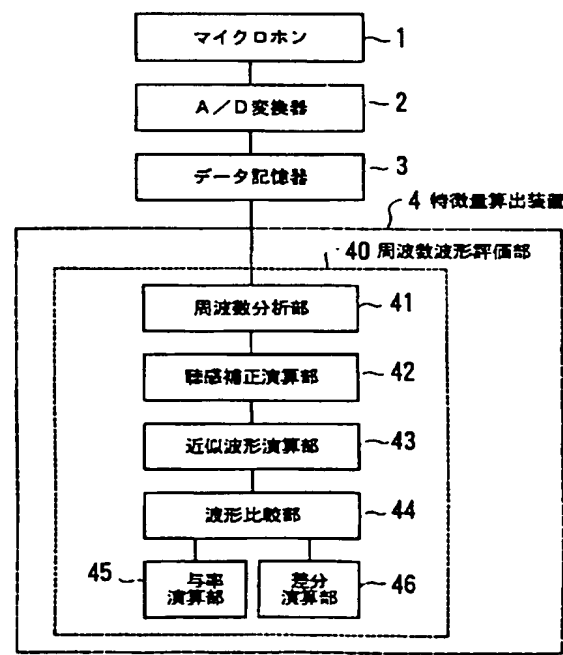 マイクロホン
1
A／D変換器
2
データ記憶器
3
4 特徴量算出装置
40 周波数波形評価部
周波数分析部
41
聴感補正演算部
42
近似波形演算部
43
波形比較部
44
45
与率
演算部
差分
演算部
46